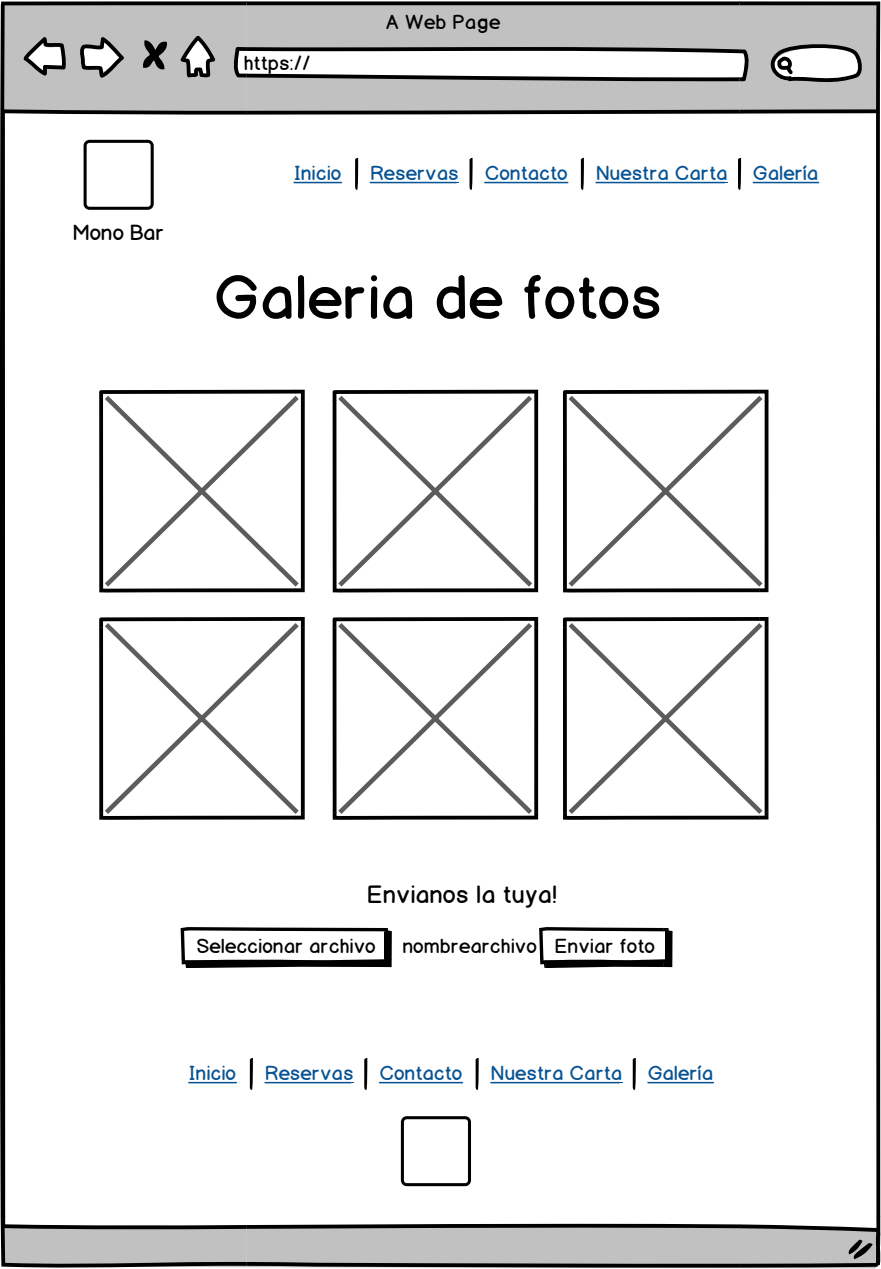 A Web Page
https://
Inicio Reservas Contacto Nuestra Carta Galería
Mono Bar
Galeria de fotos
Envianos la tuya!
Seleccionar archivo nombrearchivo Enviar foto
Inicio Reservas Contacto Nuestra Carta Galería